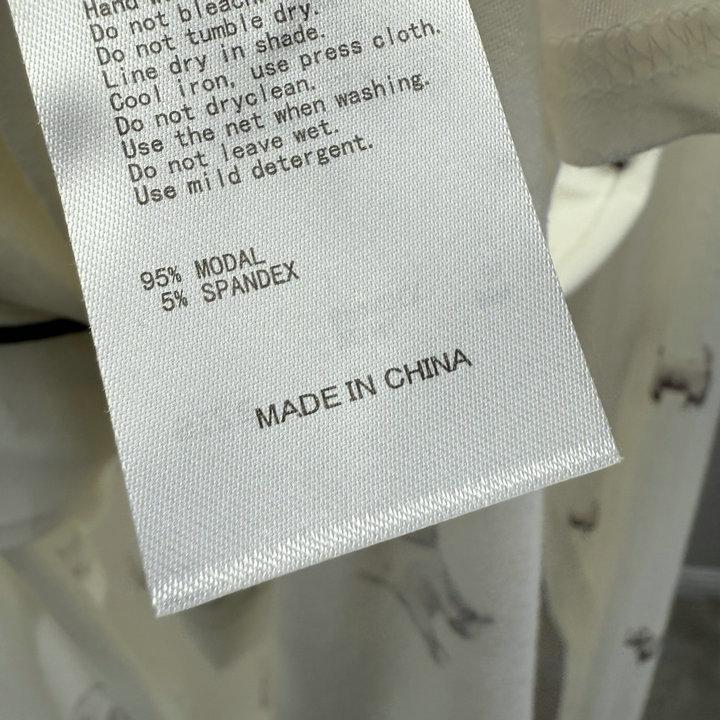 Hand
Do not bleach.
Do not tumble dry.
Line dry in shade.
Cool iron, use press cloth.
Do not dryclean.
Use the net when washing.
Do not leave wet.
Use mild detergent.
95% MODAL
5% SPANDEX
MADE IN CHINA